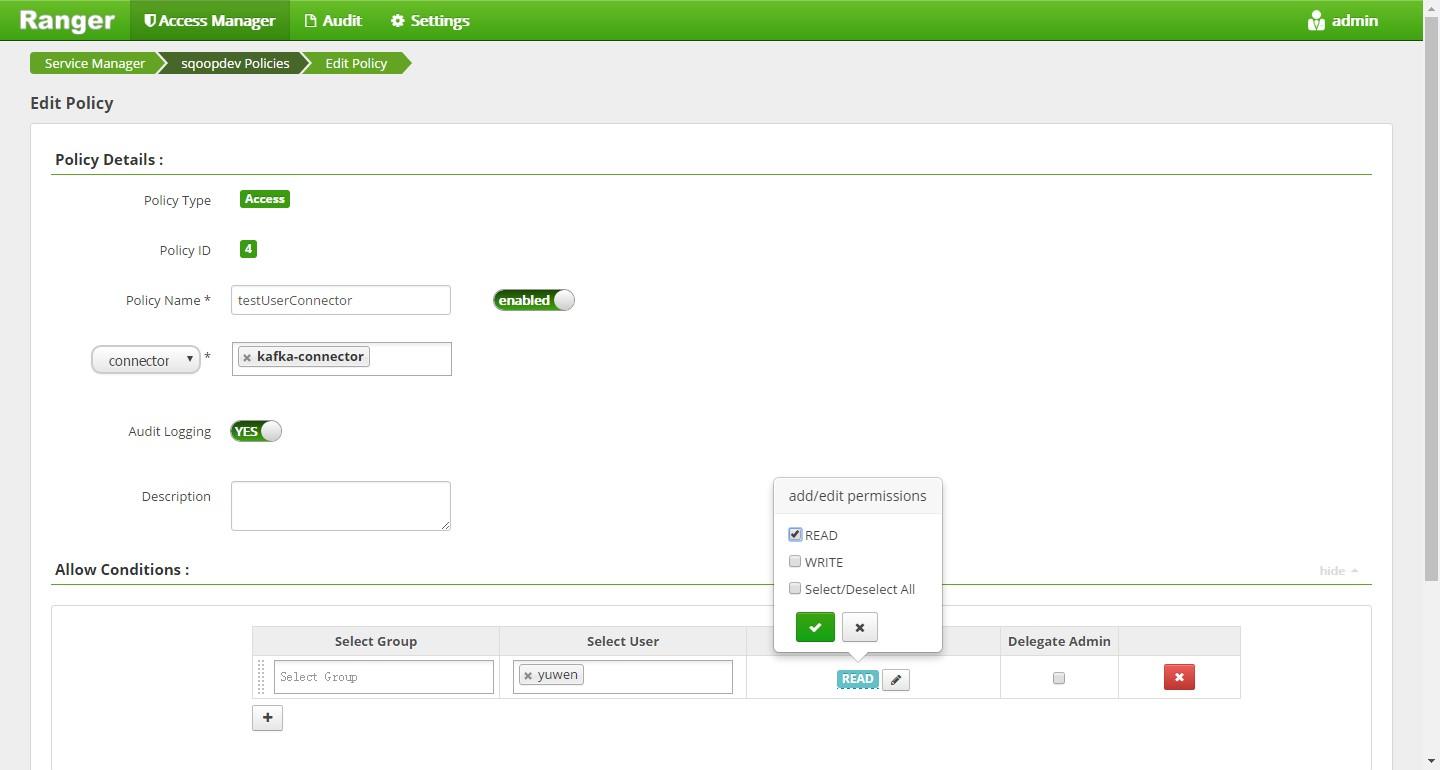 Ranger Access Manager Audit Settings admin
Service Manager sqoopdev Policies Edit Policy
Edit Policy
Policy Details :
Policy Type Access
Policy ID 4
Policy Name * testUserConnector enabled
connector * kafka-connector
Audit Logging YES
Description
add/edit permissions
READ
WRITE
Select/Deselect All
Allow Conditions :
hide
Select Group Select User Delegate Admin
Select Group yuwen READ